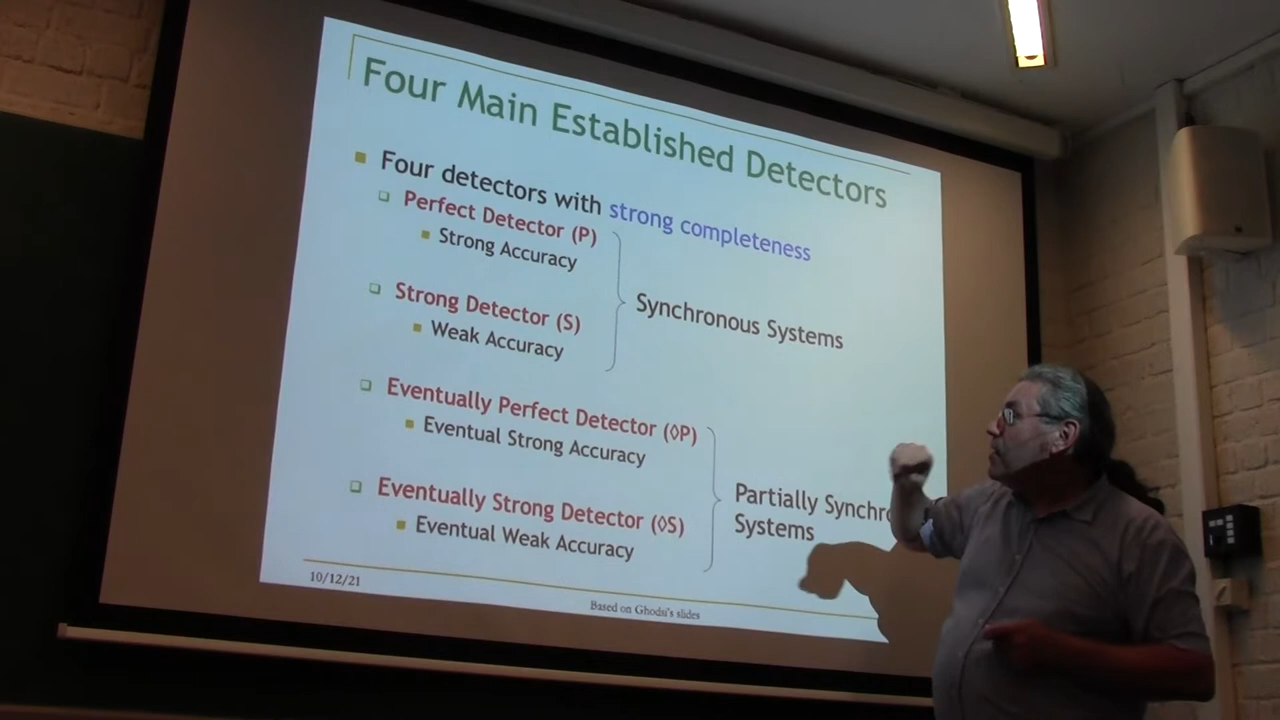 Four Main Established Detectors
Four detectors with strong completeness
Perfect Detector (P)
Strong Accuracy
Strong Detector (S)
Weak Accuracy
Synchronous Systems
Eventually Perfect Detector (◊P)
Eventual Strong Accuracy
Eventually Strong Detector (◊S)
Eventual Weak Accuracy
Partially Synchro
Systems
10/12/21
Based on Ghodsi's slides